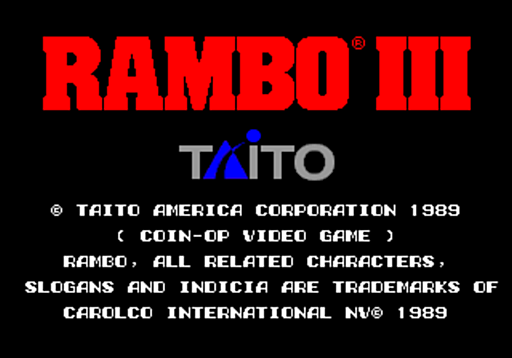 RAMBO® III
TAITO
© TAITO AMERICA CORPORATION 1989
( COIN-OP VIDEO GAME )
RAMBO, ALL RELATED CHARACTERS,
SLOGANS AND INDICIA ARE TRADEMARKS OF
CAROLCO INTERNATIONAL NV© 1989